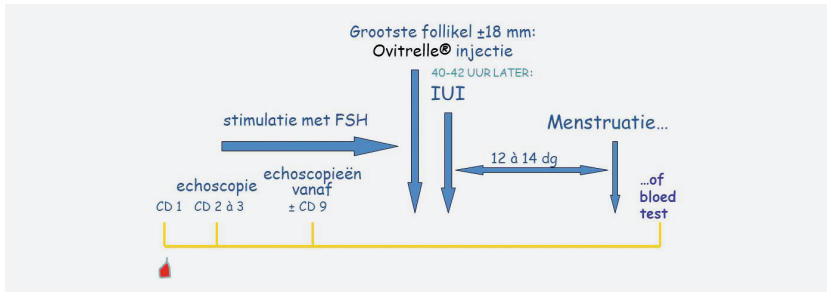 Grootste follikel ±18 mm:
Ovitrelle® injectie
40-42 UUR LATER:
IUI
stimulatie met FSH
Menstruatie...
12 à 14 dg
echoscopieën
vanaf
± CD 9
echoscopie
CD 1 CD 2 à 3
...of
bloed
test